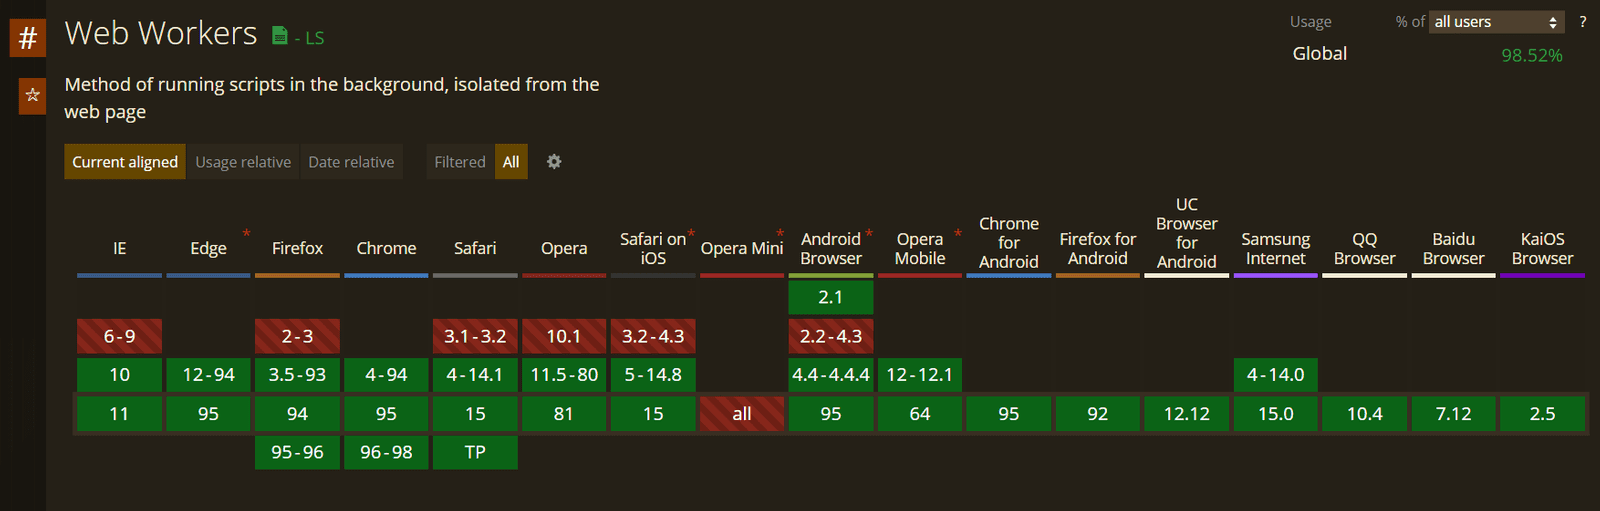 #
Web Workers - LS
Usage % of all users ?
Global 98.52%
☆
Method of running scripts in the background, isolated from the
web page
Current aligned Usage relative Date relative Filtered All
IE
Edge *
Firefox
Chrome
Safari
Opera
Safari on *
iOS
Opera Mini *
Android *
Browser
Opera *
Mobile
Chrome
for
Android
Firefox for
Android
UC
Browser
for
Android
Samsung
Internet
QQ
Browser
Baidu
Browser
KaiOS
Browser
2.1
6-9 2-3 3.1-3.2 10.1 3.2-4.3 2.2-4.3
10 12-94 3.5-93 4-94 4-14.1 11.5-80 5-14.8 4.4-4.4.4 12-12.1 4-14.0
11 95 94 95 15 81 15 all 95 64 95 92 12.12 15.0 10.4 7.12 2.5
95-96 96-98 TP